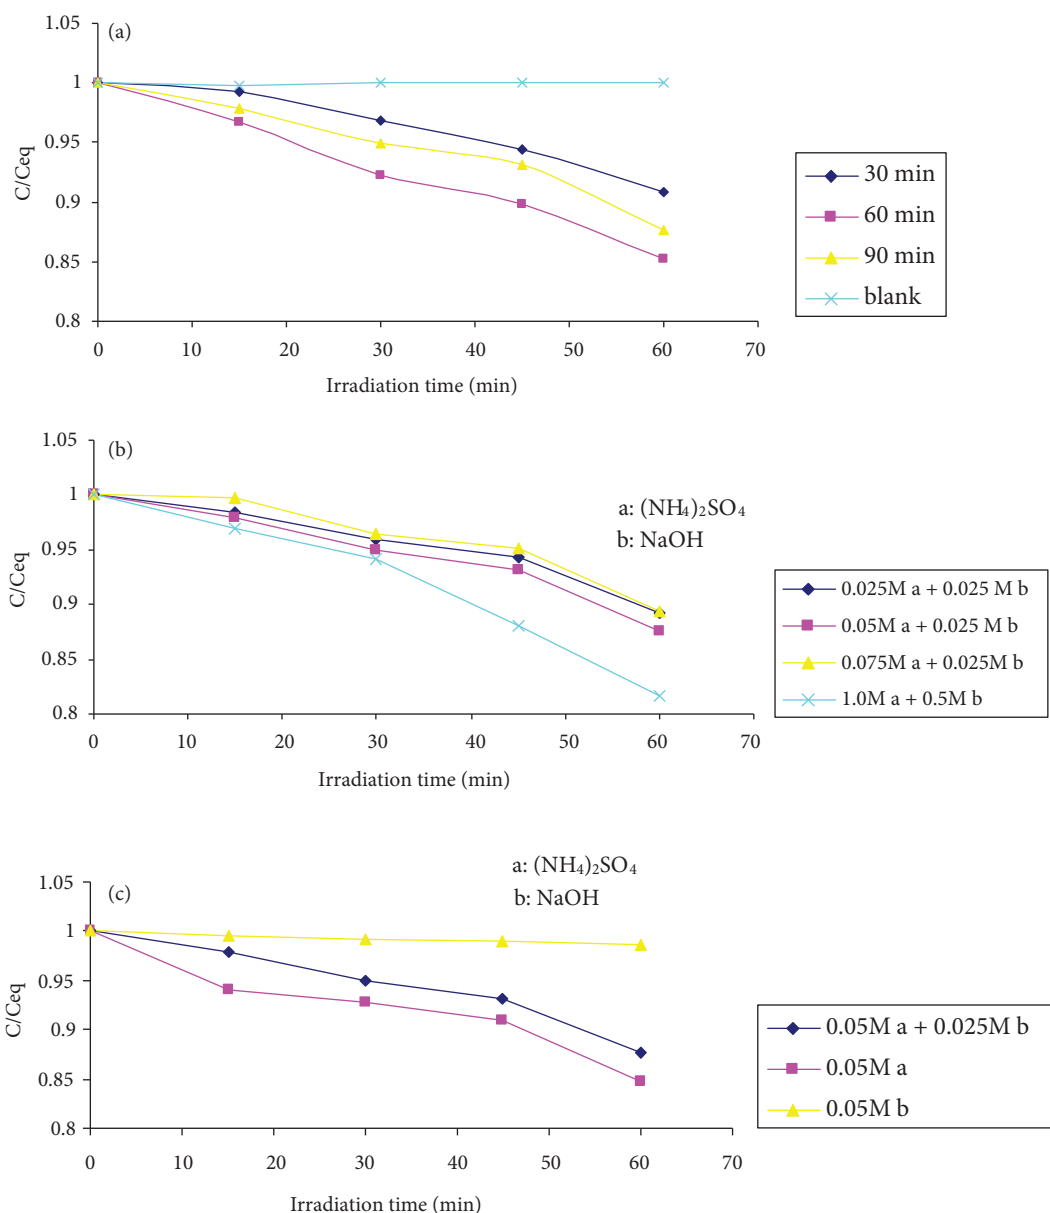 (a)
1.05
1
0.95
0.9
0.85
0.8
C/Ceq
0 10 20 30 40 50 60 70
Irradiation time (min)
30 min
60 min
90 min
blank
(b)
1.05
1
0.95
0.9
0.85
0.8
C/Ceq
a: (NH₄)₂SO₄
b: NaOH
0 10 20 30 40 50 60 70
Irradiation time (min)
0.025M a + 0.025 M b
0.05M a + 0.025 M b
0.075M a + 0.025M b
1.0M a + 0.5M b
a: (NH₄)₂SO₄
b: NaOH
(c)
1.05
1
0.95
0.9
0.85
0.8
C/Ceq
0 10 20 30 40 50 60 70
Irradiation time (min)
0.05M a + 0.025M b
0.05M a
0.05M b